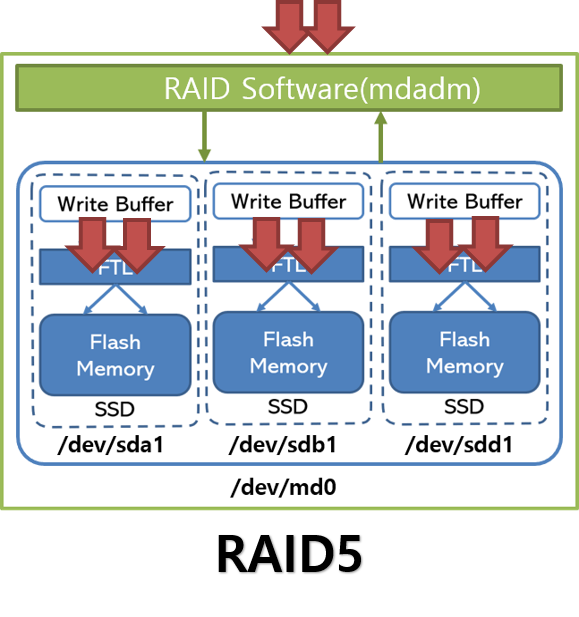 RAID Software(mdadm)
Write Buffer
Write Buffer
Write Buffer
FTL
FTL
FTL
Flash
Memory
Flash
Memory
Flash
Memory
SSD
SSD
SSD
/dev/sda1
/dev/sdb1
/dev/sdd1
/dev/md0
RAID5